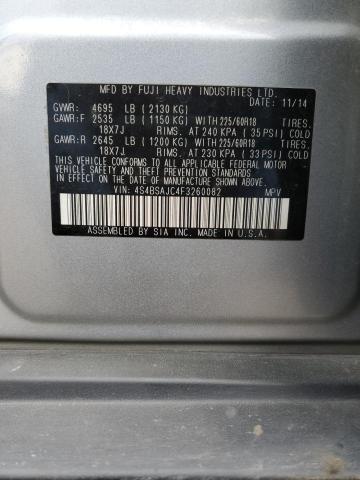 MFD BY FUJI HEAVY INDUSTRIES LTD.
DATE: 11/14
GVWR: 4695 LB (2130 KG)
GAWR:F 2535 LB (1150 KG) WITH 225/60R18 TIRES.
18X7J RIMS. AT 240 KPA (35 PSI) COLD
GAWR:R 2645 LB (1200 KG) WITH 225/60R18 TIRES.
18X7J RIMS. AT 230 KPA (33 PSI) COLD
THIS VEHICLE CONFORMS TO ALL APPLICABLE FEDERAL MOTOR
VEHICLE SAFETY AND THEFT PREVENTION STANDARDS IN
EFFECT ON THE DATE OF MANUFACTURE SHOWN ABOVE.
VIN: 4S4BSAJC4F3260082 MPV
ASSEMBLED BY SIA INC. MADE IN U.S.A.